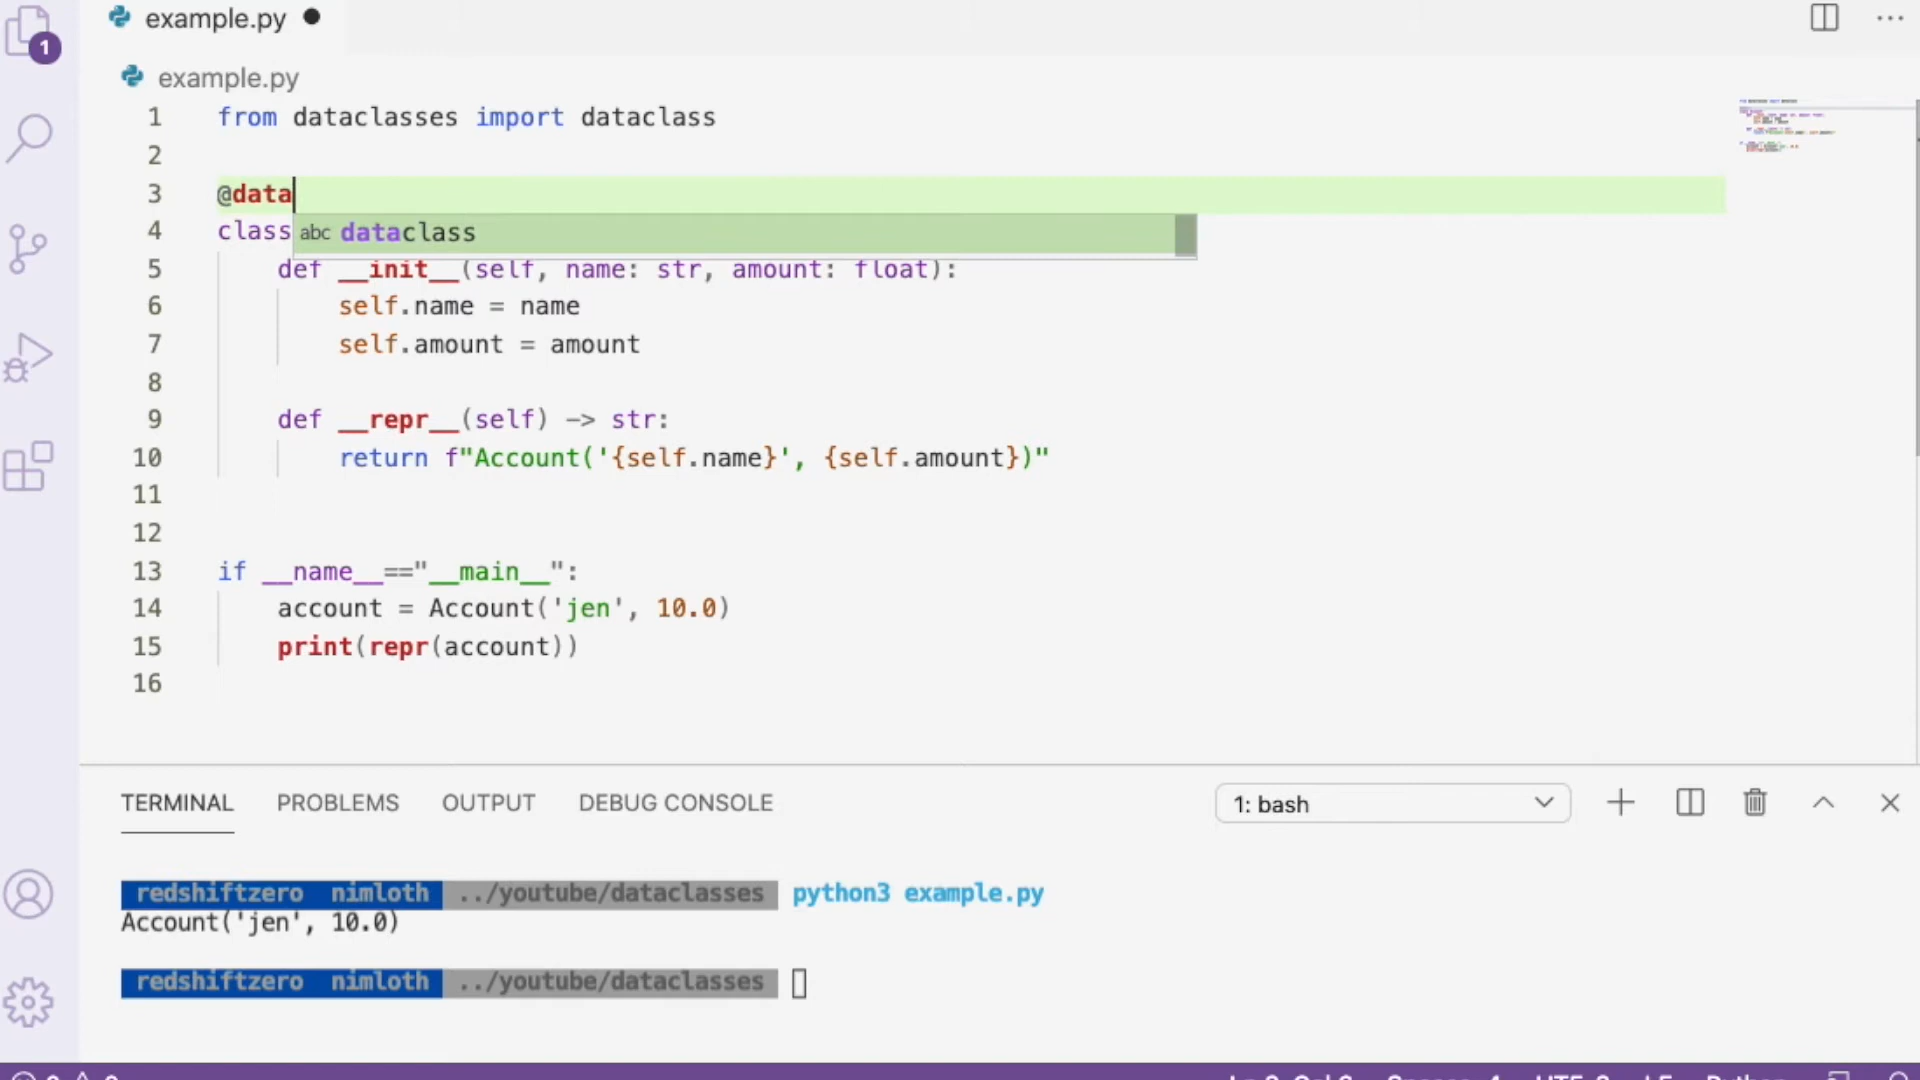 example.py
1
example.py
1 from dataclasses import dataclass
2
3 @data
4 class abc dataclass
5 def __init__(self, name: str, amount: float):
6 self.name = name
7 self.amount = amount
8
9 def __repr__(self) -> str:
10 return f"Account('{self.name}', {self.amount})"
11
12
13 if __name__=="__main__":
14 account = Account('jen', 10.0)
15 print(repr(account))
16
TERMINAL PROBLEMS OUTPUT DEBUG CONSOLE 1: bash
redshiftzero nimloth ../youtube/dataclasses python3 example.py
Account('jen', 10.0)
redshiftzero nimloth ../youtube/dataclasses